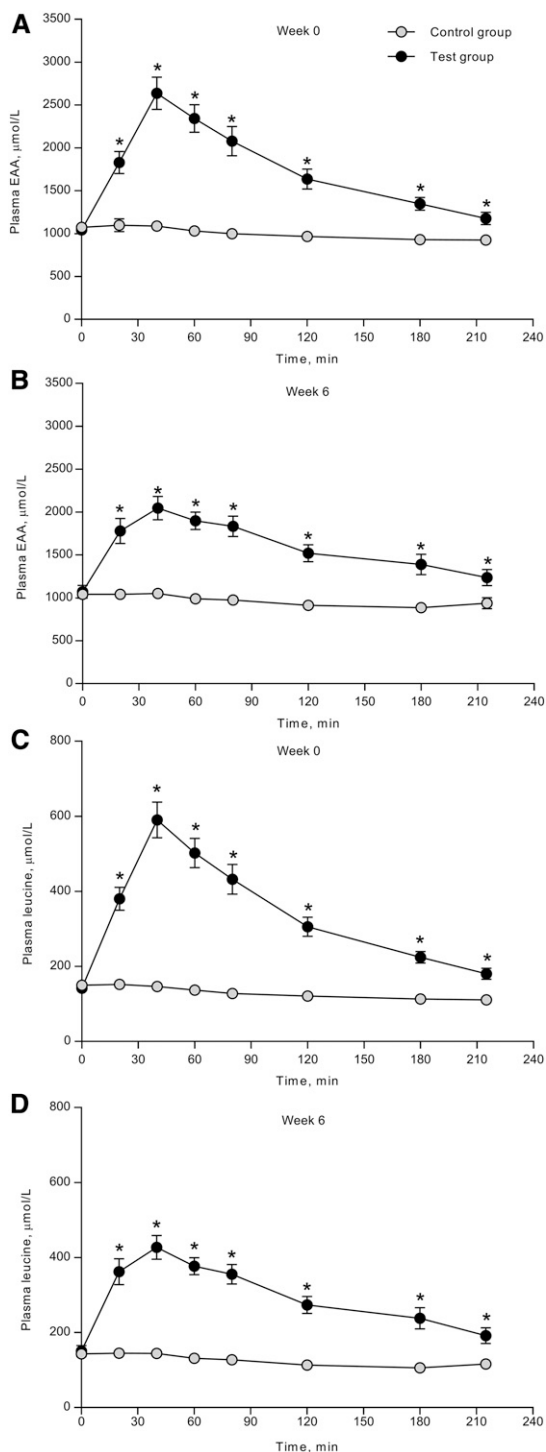 A
Week 0
Control group
Test group
Plasma EAA, µmol/L
3500
3000
2500
2000
1500
1000
500
0
* * * * * * *
0 30 60 90 120 150 180 210 240
Time, min
B
Week 6
Plasma EAA, µmol/L
3500
3000
2500
2000
1500
1000
500
0
* * * * * * *
0 30 60 90 120 150 180 210 240
Time, min
C
Week 0
Plasma leucine, µmol/L
800
600
400
200
0
* * * * * * *
0 30 60 90 120 150 180 210 240
Time, min
D
Week 6
Plasma leucine, µmol/L
800
600
400
200
0
* * * * * * *
0 30 60 90 120 150 180 210 240
Time, min